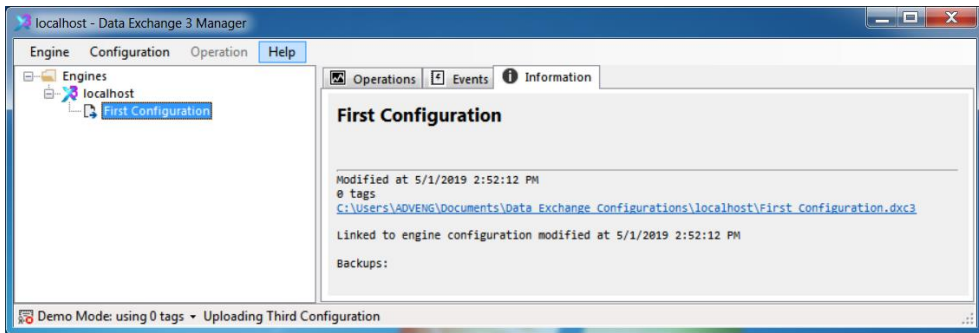 localhost - Data Exchange 3 Manager
Engine Configuration Operation Help
Engines
localhost
First Configuration
Operations Events Information
First Configuration
Modified at 5/1/2019 2:52:12 PM
0 tags
C:\Users\ADVENG\Documents\Data Exchange Configurations\localhost\First Configuration.dxc3
Linked to engine configuration modified at 5/1/2019 2:52:12 PM
Backups:
Demo Mode: using 0 tags Uploading Third Configuration